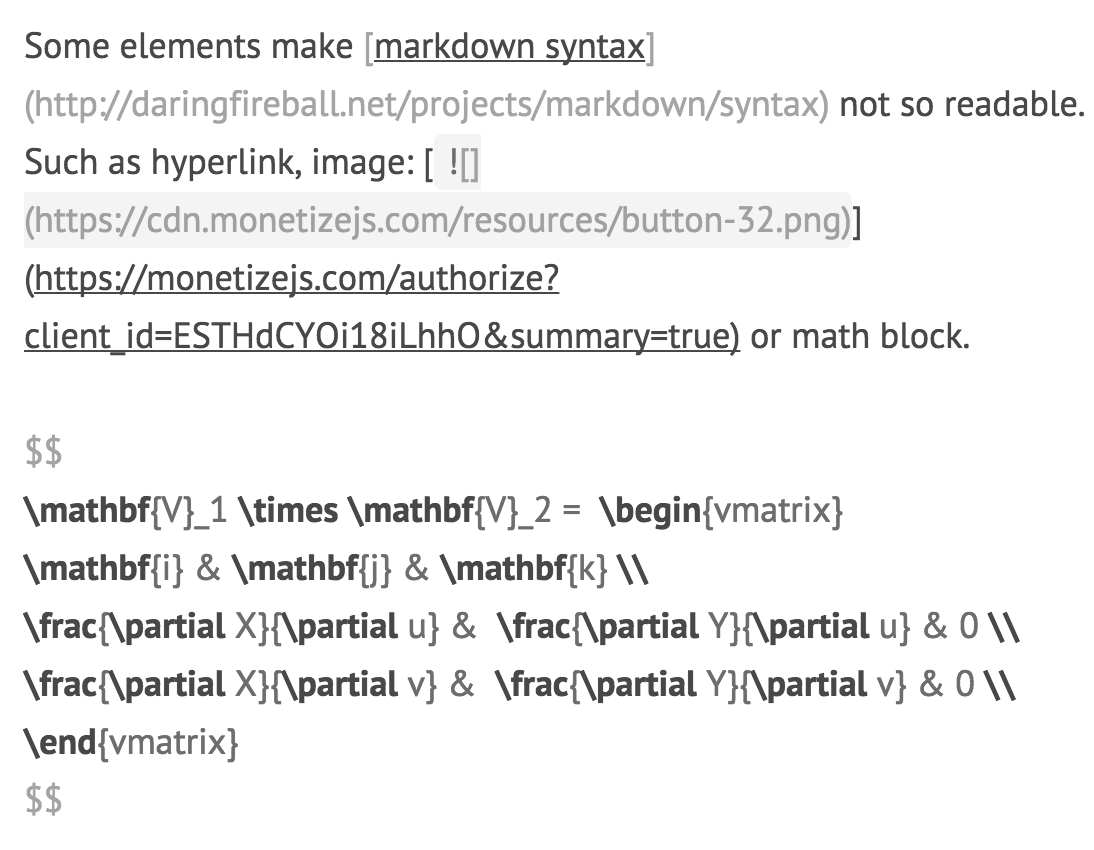 Some elements make [markdown syntax]
(http://daringfireball.net/projects/markdown/syntax) not so readable.
Such as hyperlink, image: [ ![]
(https://cdn.monetizejs.com/resources/button-32.png)]
(https://monetizejs.com/authorize?
client_id=ESTHdCYOi18iLhhO&summary=true) or math block.
$$
\mathbf{V}_1 \times \mathbf{V}_2 =  \begin{vmatrix}
\mathbf{i} & \mathbf{j} & \mathbf{k} \\
\frac{\partial X}{\partial u} &  \frac{\partial Y}{\partial u} & 0 \\
\frac{\partial X}{\partial v} &  \frac{\partial Y}{\partial v} & 0 \\
\end{vmatrix}
$$